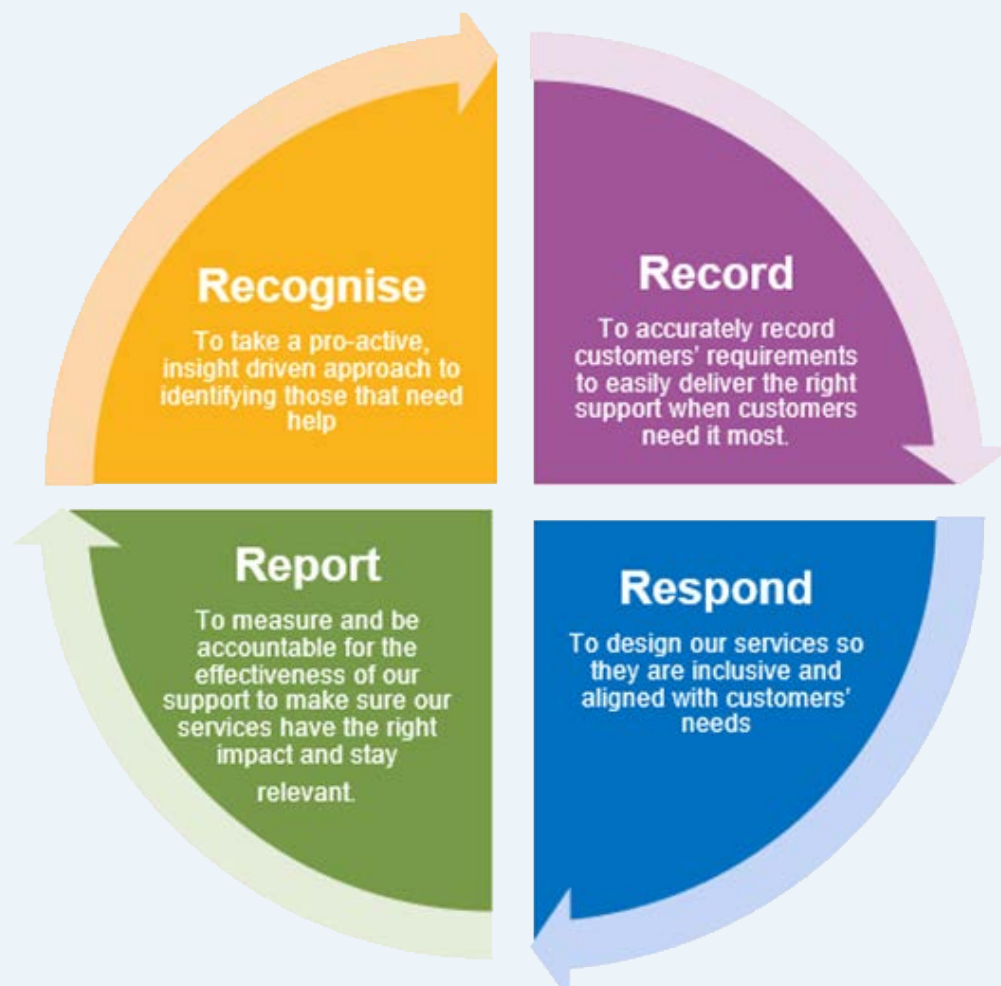 Recognise
To take a pro-active,
insight driven approach to
identifying those that need
help
Record
To accurately record
customers' requirements
to easily deliver the right
support when customers
need it most.
Respond
To design our services so
they are inclusive and
aligned with customers'
needs
Report
To measure and be
accountable for the
effectiveness of our
support to make sure our
services have the right
impact and stay
relevant.